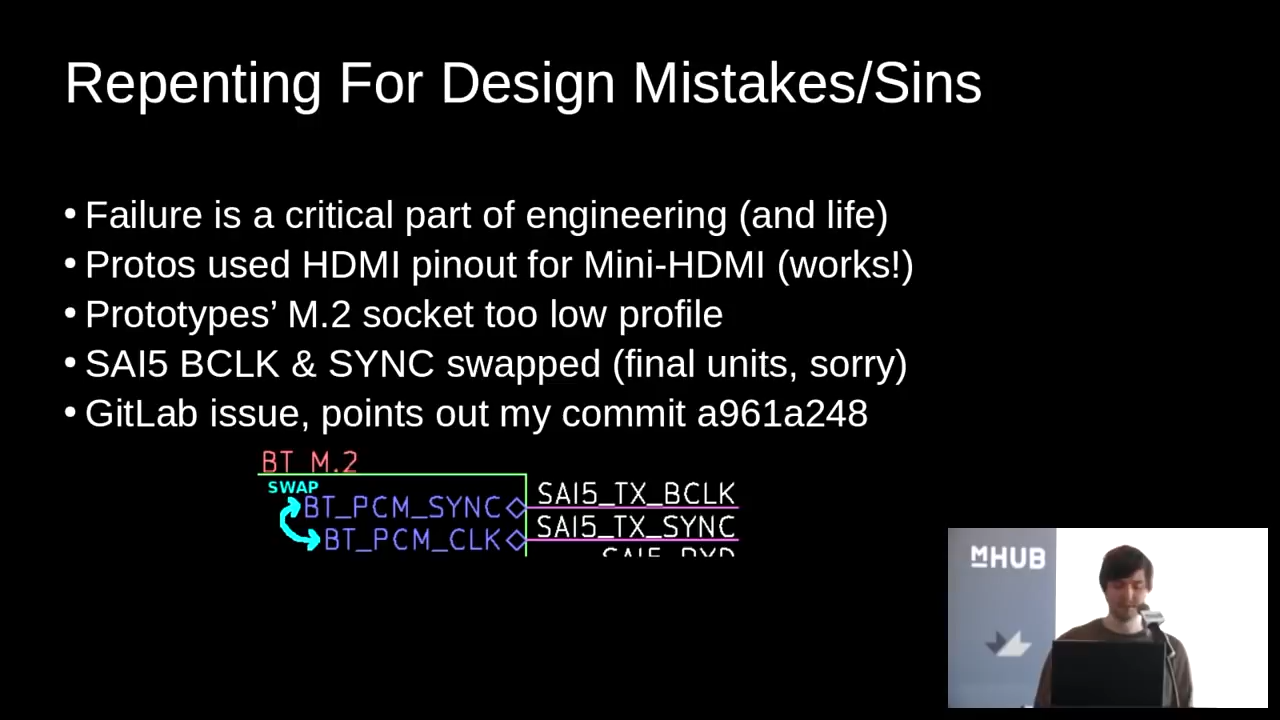 Repenting For Design Mistakes/Sins
• Failure is a critical part of engineering (and life)
• Protos used HDMI pinout for Mini-HDMI (works!)
• Prototypes’ M.2 socket too low profile
• SAI5 BCLK & SYNC swapped (final units, sorry)
• GitLab issue, points out my commit a961a248
BT M.2
SWAP
BT_PCM_SYNC SAI5_TX_BCLK
BT_PCM_CLK SAI5_TX_SYNC
MHUB